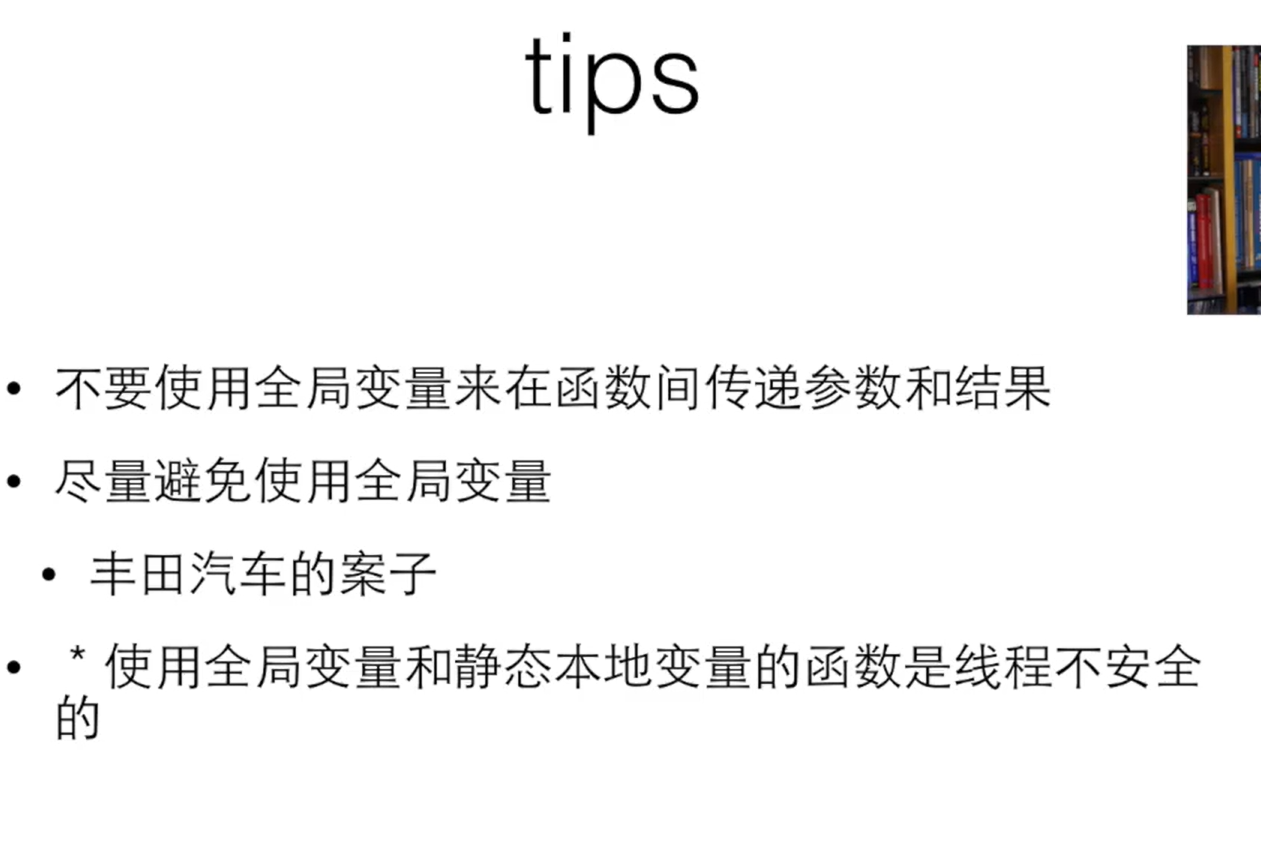 tips
• 不要使用全局变量来在函数间传递参数和结果
• 尽量避免使用全局变量
• 丰田汽车的案子
• * 使用全局变量和静态本地变量的函数是线程不安全
的